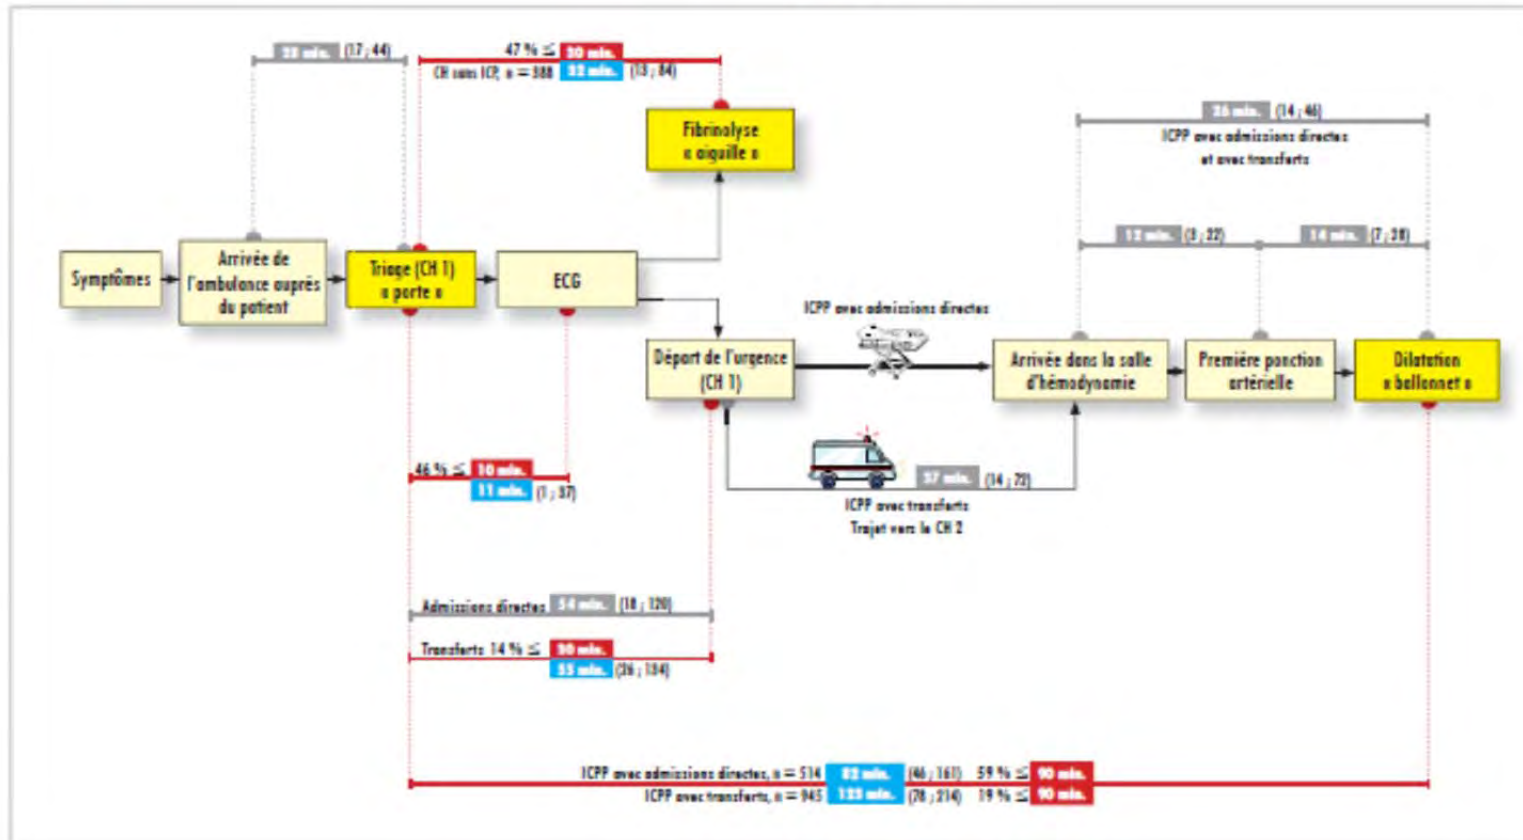 28 min. (17 ; 44)
47 % ≤ 30 min.
CH sans ICP, n = 388 32 min. (13 ; 84)
Fibrinolyse
« aiguille »
26 min. (14 ; 46)
ICPP avec admissions directes
et avec transferts
12 min. (3 ; 22)
14 min. (7 ; 28)
Symptômes
Arrivée de
l'ambulance auprès
du patient
Triage (CH 1)
« porte »
ECG
ICPP avec admissions directes
Départ de l'urgence
(CH 1)
Arrivée dans la salle
d'hémodynamie
Première ponction
artérielle
Dilatation
« ballonnet »
46 % ≤ 10 min.
11 min. (1 ; 37)
37 min. (14 ; 72)
ICPP avec transferts
Trajet vers le CH 2
Admissions directes 54 min. (18 ; 120)
Transferts 14 % ≤ 30 min.
55 min. (26 ; 134)
ICPP avec admissions directes, n = 514 82 min. (46 ; 161) 59 % ≤ 90 min.
ICPP avec transferts, n = 945 123 min. (78 ; 214) 19 % ≤ 90 min.